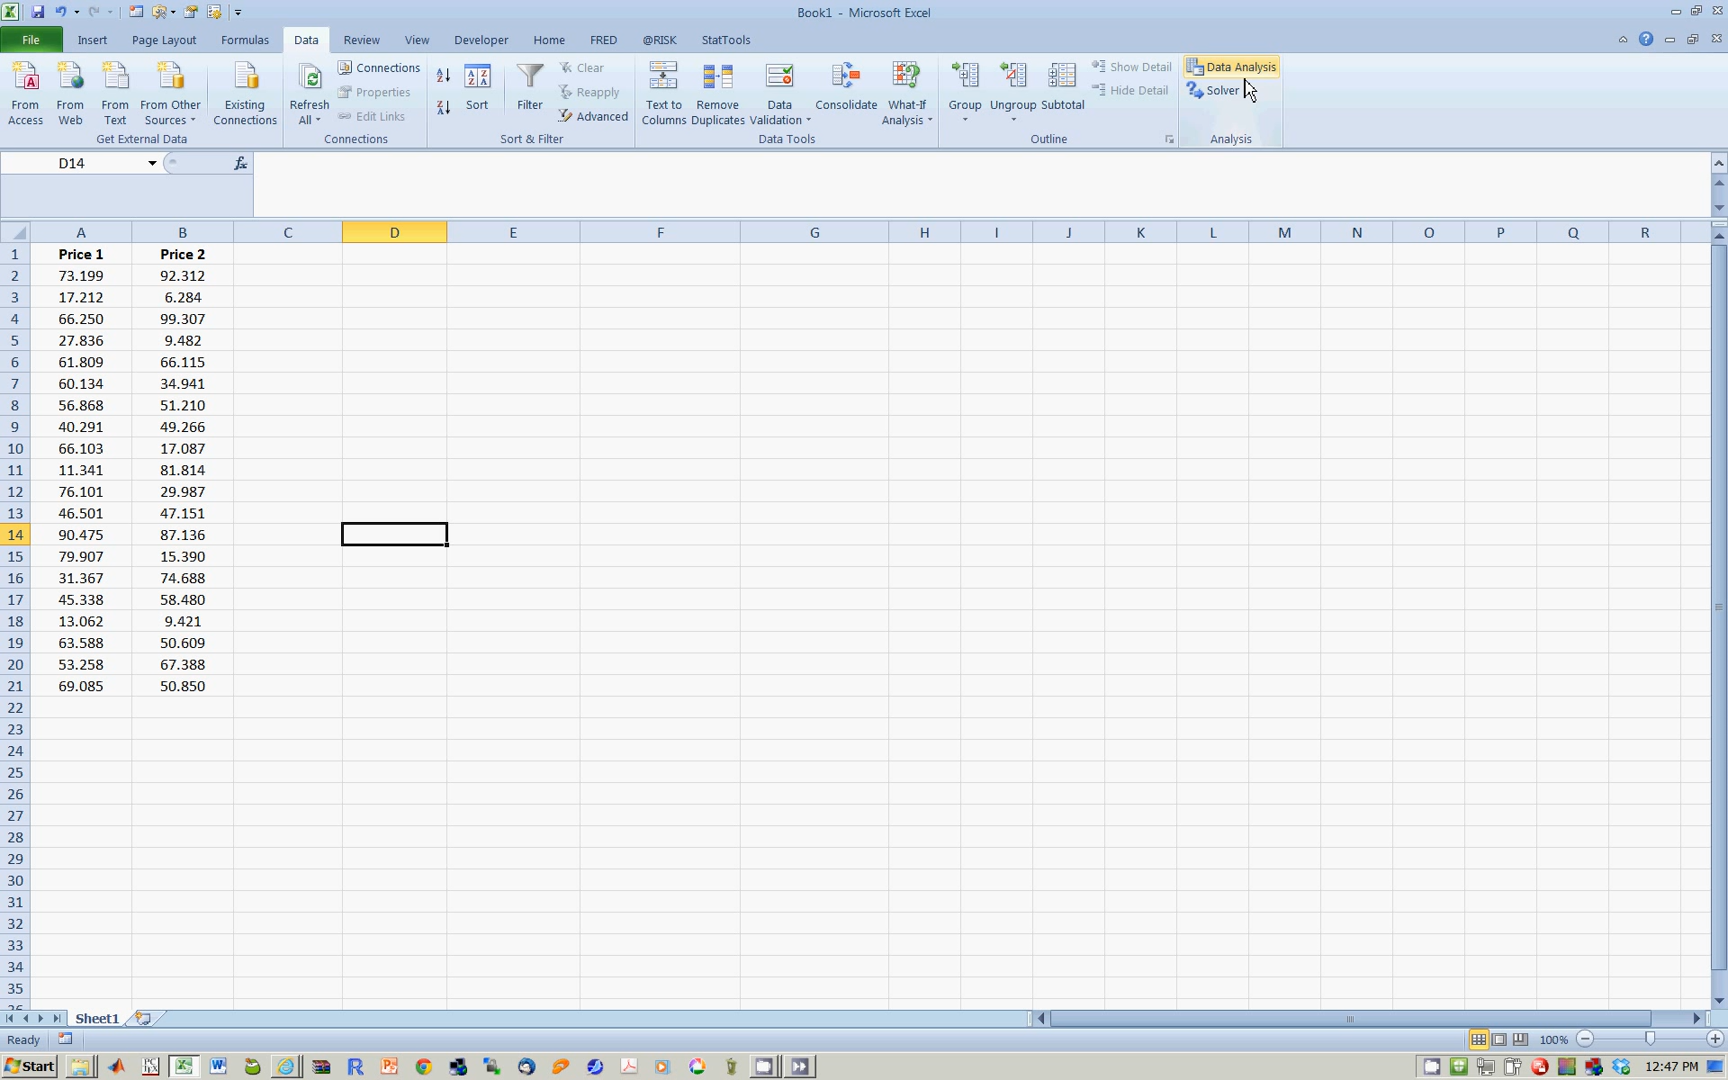 Book1 - Microsoft Excel
File Insert Page Layout Formulas Data Review View Developer Home FRED @RISK StatTools
From Access
From Web
From Text
From Other Sources
Existing Connections
Get External Data
Refresh All
Connections
Properties
Edit Links
Connections
Sort
Filter
Clear
Reapply
Advanced
Sort & Filter
Text to Columns
Remove Duplicates
Data Validation
Consolidate
What-If Analysis
Data Tools
Group
Ungroup
Subtotal
Show Detail
Hide Detail
Outline
Data Analysis
Solver
Analysis
D14 fx
A B C D E F G H I J K L M N O P Q R
1 Price 1 Price 2
2 73.199 92.312
3 17.212 6.284
4 66.250 99.307
5 27.836 9.482
6 61.809 66.115
7 60.134 34.941
8 56.868 51.210
9 40.291 49.266
10 66.103 17.087
11 11.341 81.814
12 76.101 29.987
13 46.501 47.151
14 90.475 87.136
15 79.907 15.390
16 31.367 74.688
17 45.338 58.480
18 13.062 9.421
19 63.588 50.609
20 53.258 67.388
21 69.085 50.850
22
23
24
25
26
27
28
29
30
31
32
33
34
35
Sheet1
Ready 100%
Start 12:47 PM